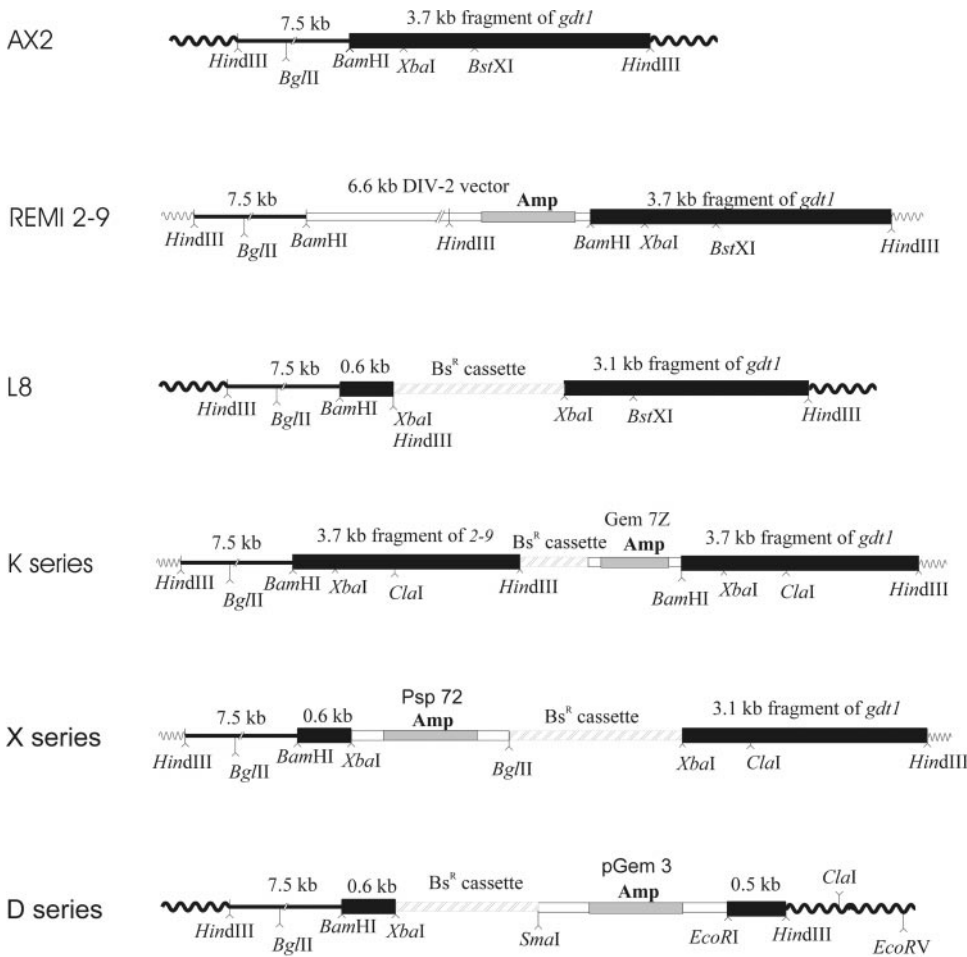 AX2
7.5 kb
3.7 kb fragment of gdt1
HindIII
BglII
BamHI
XbaI
BstXI
HindIII
REMI 2-9
7.5 kb
6.6 kb DIV-2 vector
Amp
3.7 kb fragment of gdt1
HindIII
BglII
BamHI
HindIII
BamHI
XbaI
BstXI
HindIII
L8
7.5 kb
0.6 kb
BsR cassette
3.1 kb fragment of gdt1
HindIII
BglII
BamHI
XbaI
HindIII
XbaI
BstXI
HindIII
K series
7.5 kb
3.7 kb fragment of 2-9
BsR cassette
Gem 7Z
Amp
3.7 kb fragment of gdt1
HindIII
BglII
BamHI
XbaI
ClaI
HindIII
BamHI
XbaI
ClaI
HindIII
X series
7.5 kb
0.6 kb
Psp 72
Amp
BsR cassette
3.1 kb fragment of gdt1
HindIII
BglII
BamHI
XbaI
BglII
XbaI
ClaI
HindIII
D series
7.5 kb
0.6 kb
BsR cassette
pGem 3
Amp
0.5 kb
ClaI
HindIII
BglII
BamHI
XbaI
SmaI
EcoRI
HindIII
EcoRV